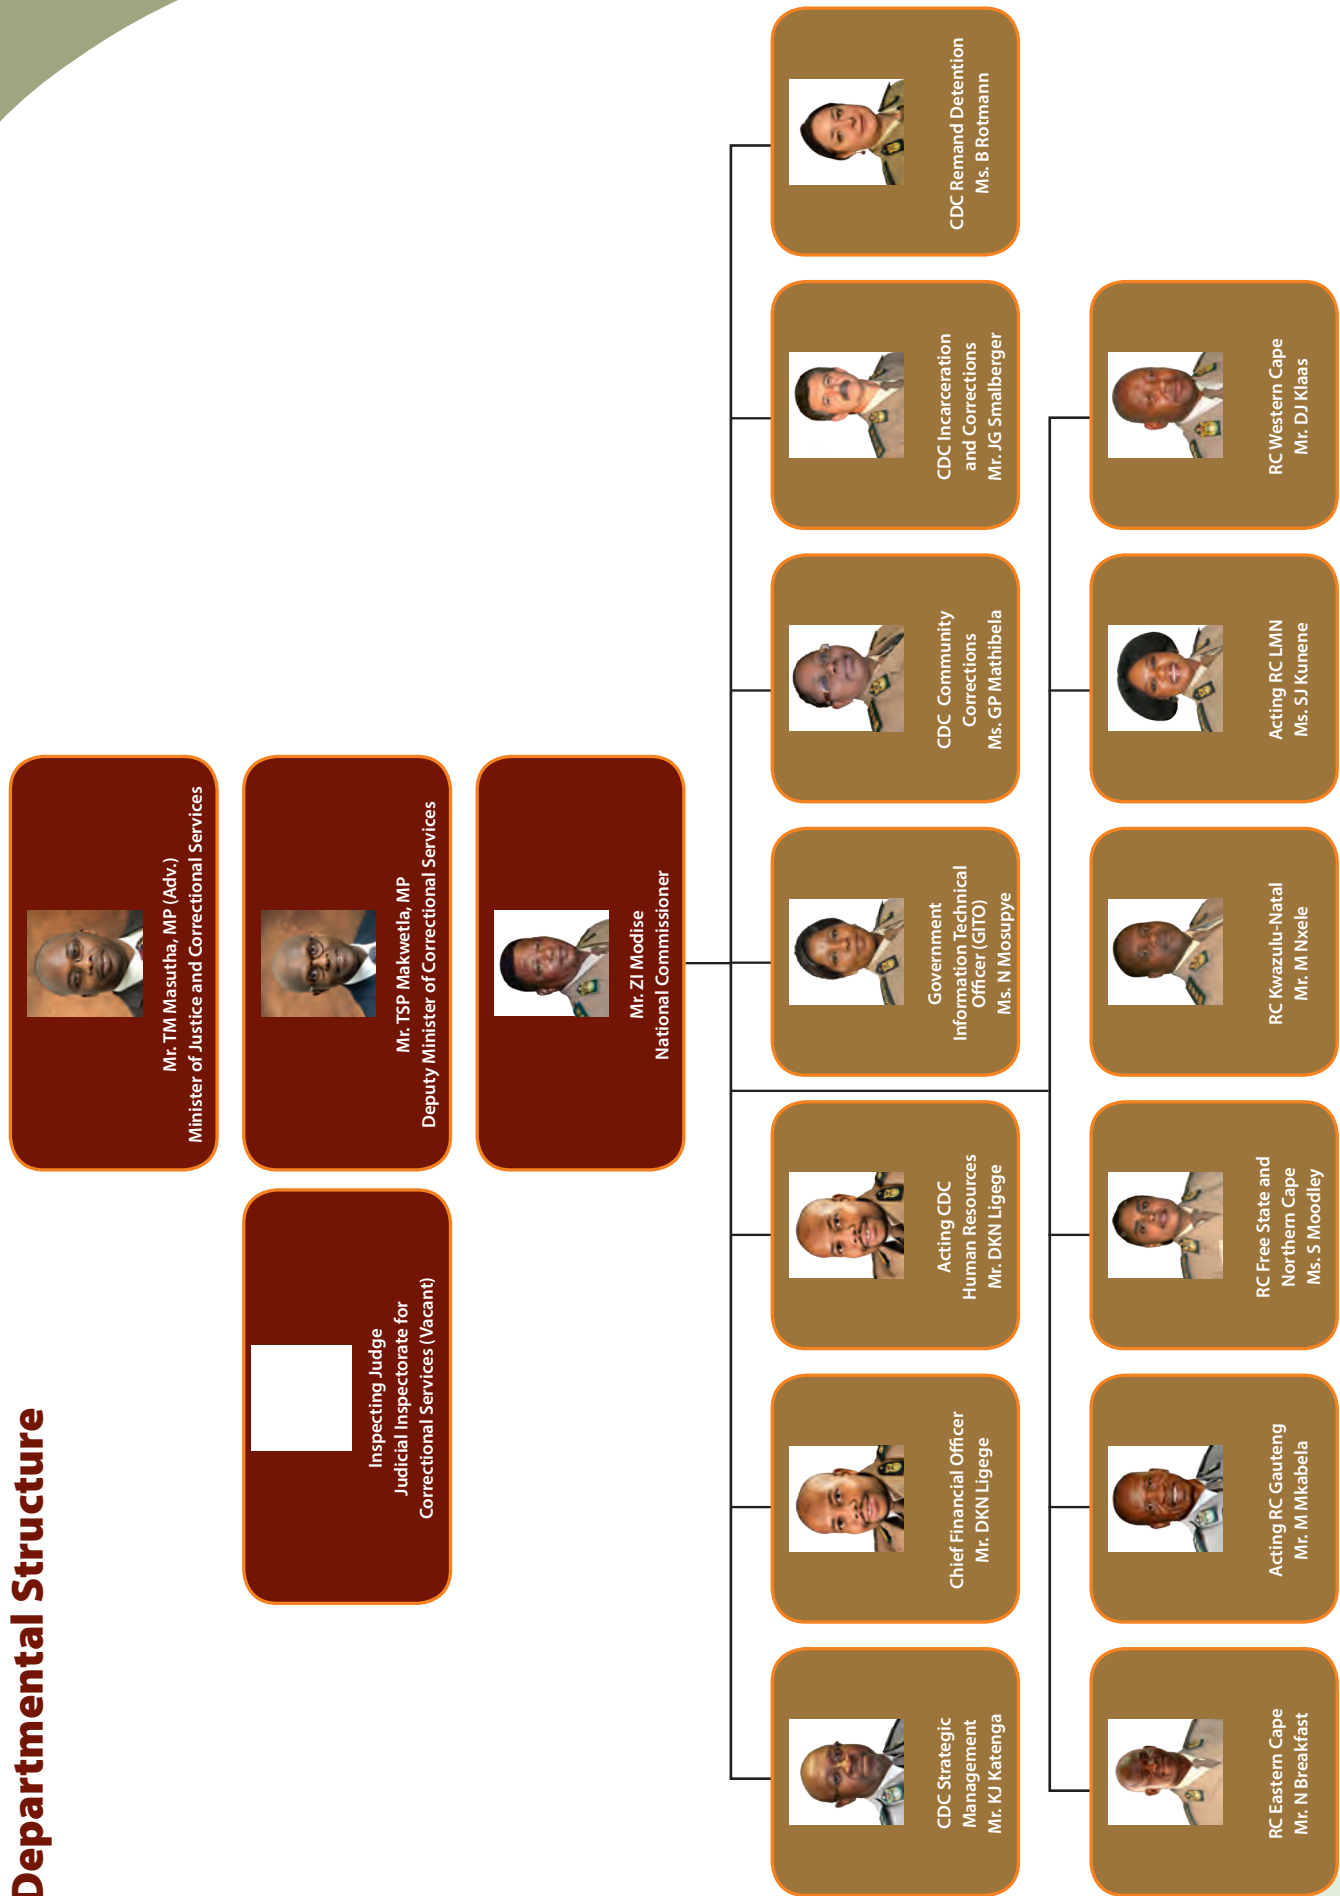 Departmental Structure
Mr. TM Masutha, MP (Adv.)
Minister of Justice and Correctional Services
Inspecting Judge
Judicial Inspectorate for
Correctional Services (Vacant)
Mr. TSP Makwetla, MP
Deputy Minister of Correctional Services
Mr. ZI Modise
National Commissioner
CDC Strategic
Management
Mr. KJ Katenga
Chief Financial Officer
Mr. DKN Ligege
Acting CDC
Human Resources
Mr. DKN Ligege
Government
Information Technical
Officer (GITO)
Ms. N Mosupye
CDC Community
Corrections
Ms. GP Mathibela
CDC Incarceration
and Corrections
Mr. JG Smalberger
CDC Remand Detention
Ms. B Rotmann
RC Eastern Cape
Mr. N Breakfast
Acting RC Gauteng
Mr. M Mkabela
RC Free State and
Northern Cape
Ms. S Moodley
RC Kwazulu-Natal
Mr. M Nxele
Acting RC LMN
Ms. SJ Kunene
RC Western Cape
Mr. DJ Klaas